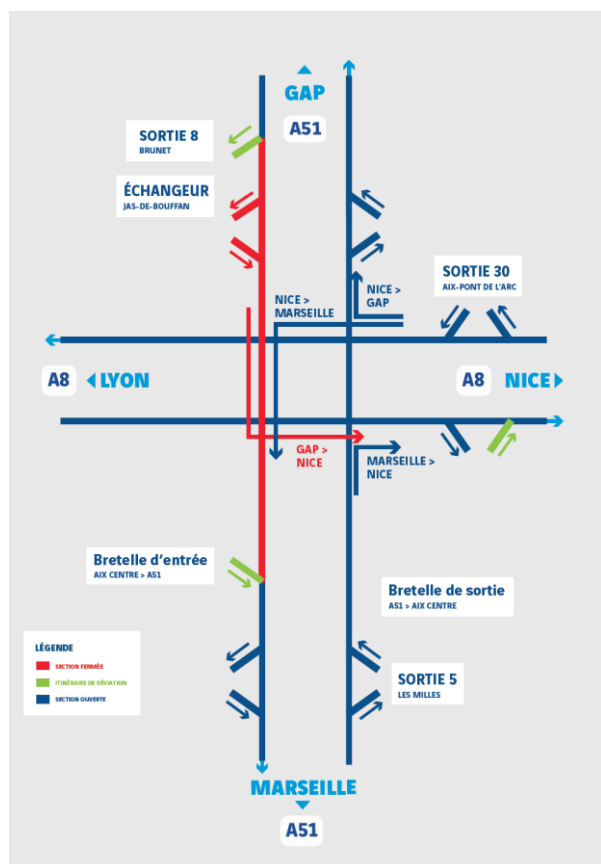 GAP
A51
SORTIE 8
BRUNET
ÉCHANGEUR
JAS-DE-BOUFFAN
SORTIE 30
AIX-PONT DE L'ARC
NICE >
GAP
NICE >
MARSEILLE
A8
LYON
A8
NICE
GAP >
NICE
MARSEILLE >
NICE
Bretelle d'entrée
AIX CENTRE > A51
Bretelle de sortie
A51 > AIX CENTRE
LÉGENDE
SECTION FERMÉE
ITINÉRAIRE DE DÉVIATION
SECTION OUVERTE
SORTIE 5
LES MILLES
MARSEILLE
A51